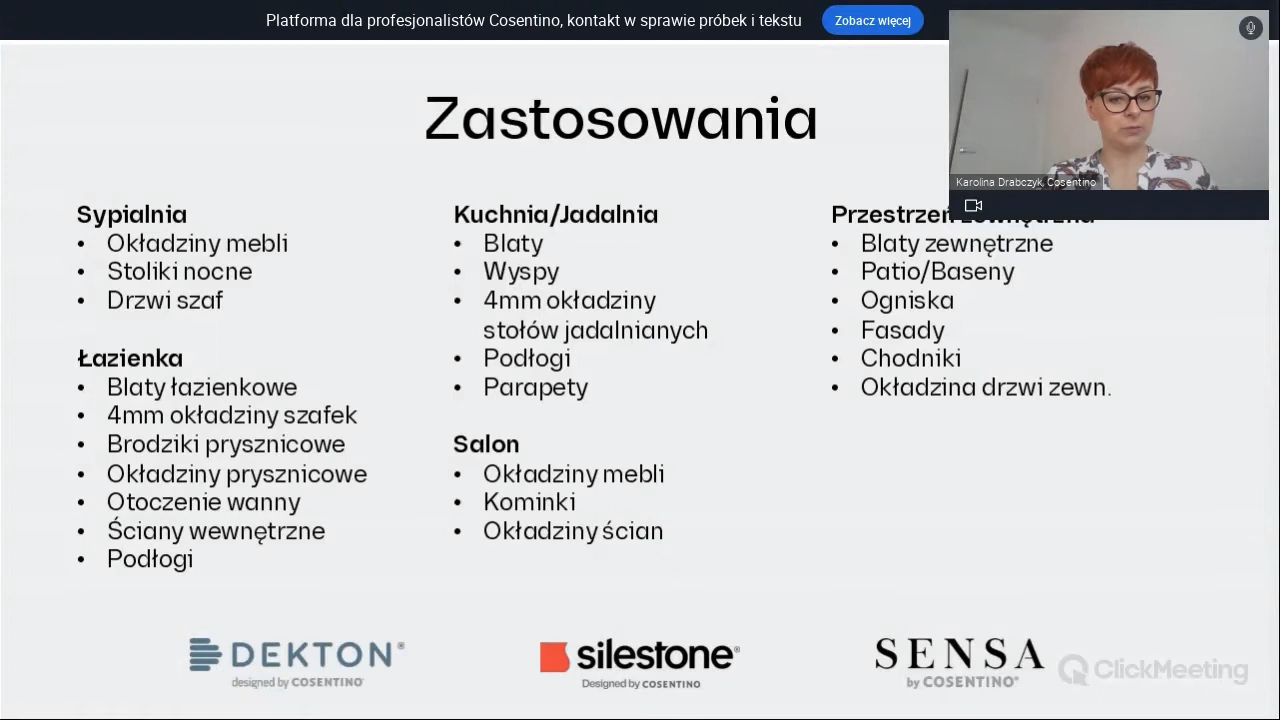 Platforma dla profesjonalistów Cosentino, kontakt w sprawie próbek i tekstu
Zobacz więcej
Karolina Drabczyk, Cosentino
Zastosowania
Sypialnia
• Okładziny mebli
• Stoliki nocne
• Drzwi szaf
Łazienka
• Blaty łazienkowe
• 4mm okładziny szafek
• Brodziki prysznicowe
• Okładziny prysznicowe
• Otoczenie wanny
• Ściany wewnętrzne
• Podłogi
Kuchnia/Jadalnia
• Blaty
• Wyspy
• 4mm okładziny
stołów jadalnianych
• Podłogi
• Parapety
Salon
• Okładziny mebli
• Kominki
• Okładziny ścian
Przestrzeń
• Blaty zewnętrzne
• Patio/Baseny
• Ogniska
• Fasady
• Chodniki
• Okładzina drzwi zewn.
DEKTON®
designed by COSENTINO®
silestone®
Designed by COSENTINO
SENSA
by COSENTINO®
ClickMeeting